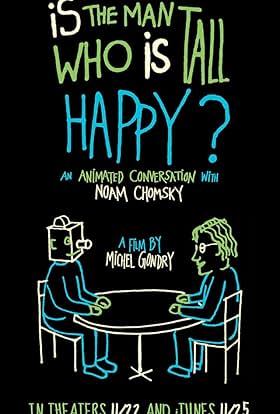 iS THE MAN
WHO iS TALL
HAPPY?
AN ANIMATED CONVERSATION WITH
NOAM CHOMSKY
A FILM BY
MICHEL GONDRY
IN THEATERS 11/22 AND iTUNES 11/25